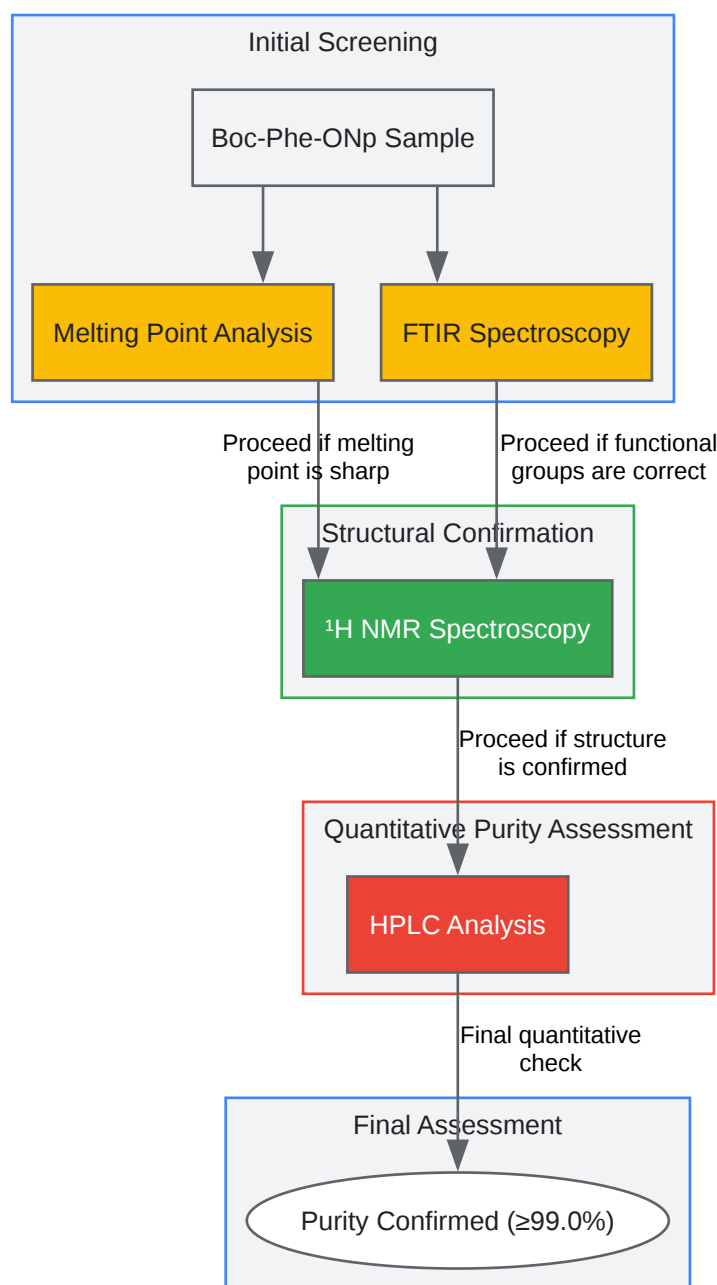 Initial Screening
Boc-Phe-ONp Sample
Melting Point Analysis
FTIR Spectroscopy
Proceed if melting
point is sharp
Proceed if functional
groups are correct
Structural Confirmation
¹H NMR Spectroscopy
Proceed if structure
is confirmed
Quantitative Purity Assessment
HPLC Analysis
Final quantitative
check
Final Assessment
Purity Confirmed (≥99.0%)